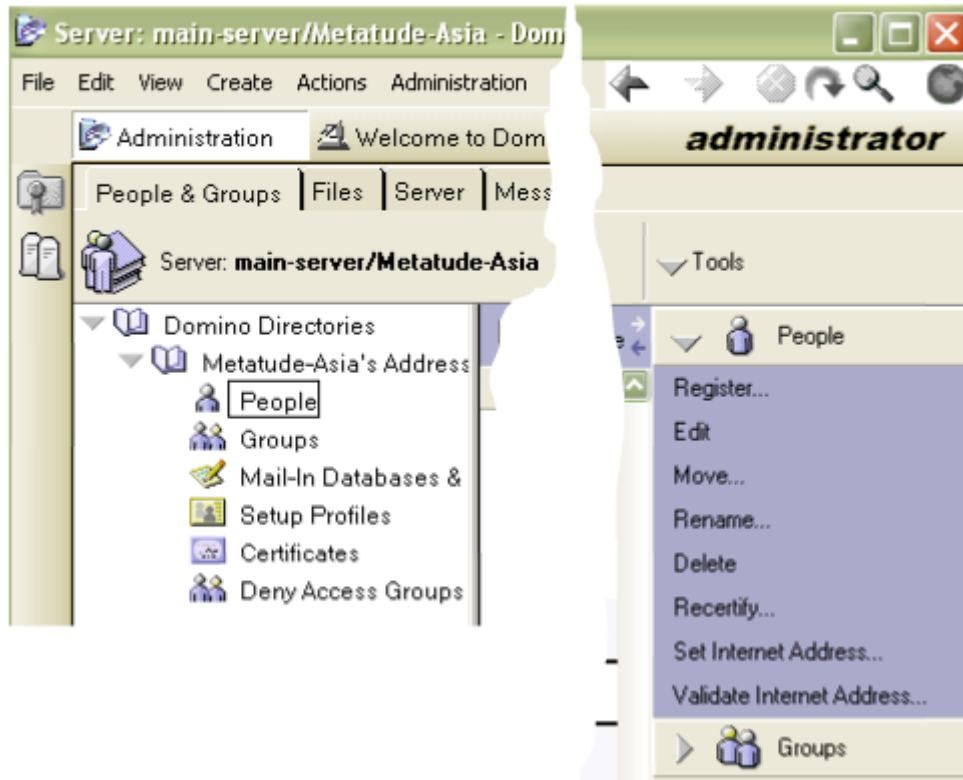 Server: main-server/Metatude-Asia - Dom
File Edit View Create Actions Administration
Administration Welcome to Dom
administrator
People & Groups Files Server Mess
Server: main-server/Metatude-Asia
Tools
Domino Directories
Metatude-Asia's Address
People
Groups
Mail-In Databases &
Setup Profiles
Certificates
Deny Access Groups
e
People
Register...
Edit
Move...
Rename...
Delete
Recertify...
Set Internet Address...
Validate Internet Address...
Groups